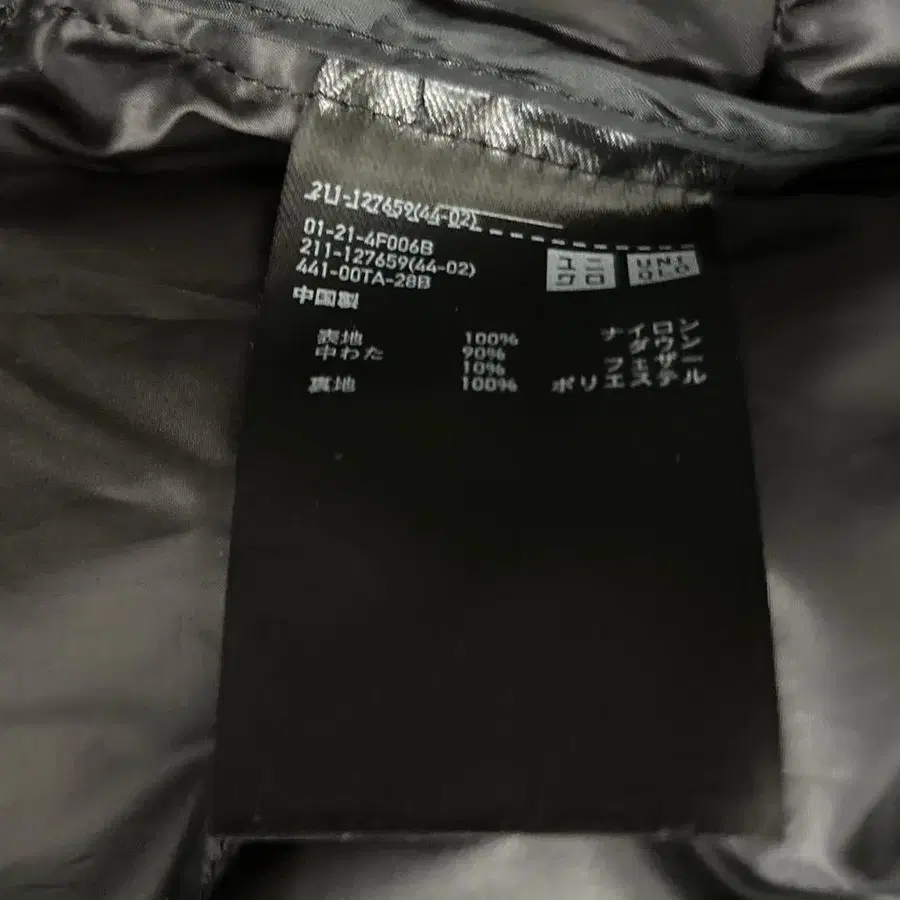 211-127659(44-02)
01-21-4F006B
211-127659(44-02)
441-00TA-28B
ユニクロ
UNIQLO
中国製
表地 100% ナイロン
中わた 90% ダウン
10% フェザー
裏地 100% ポリエステル